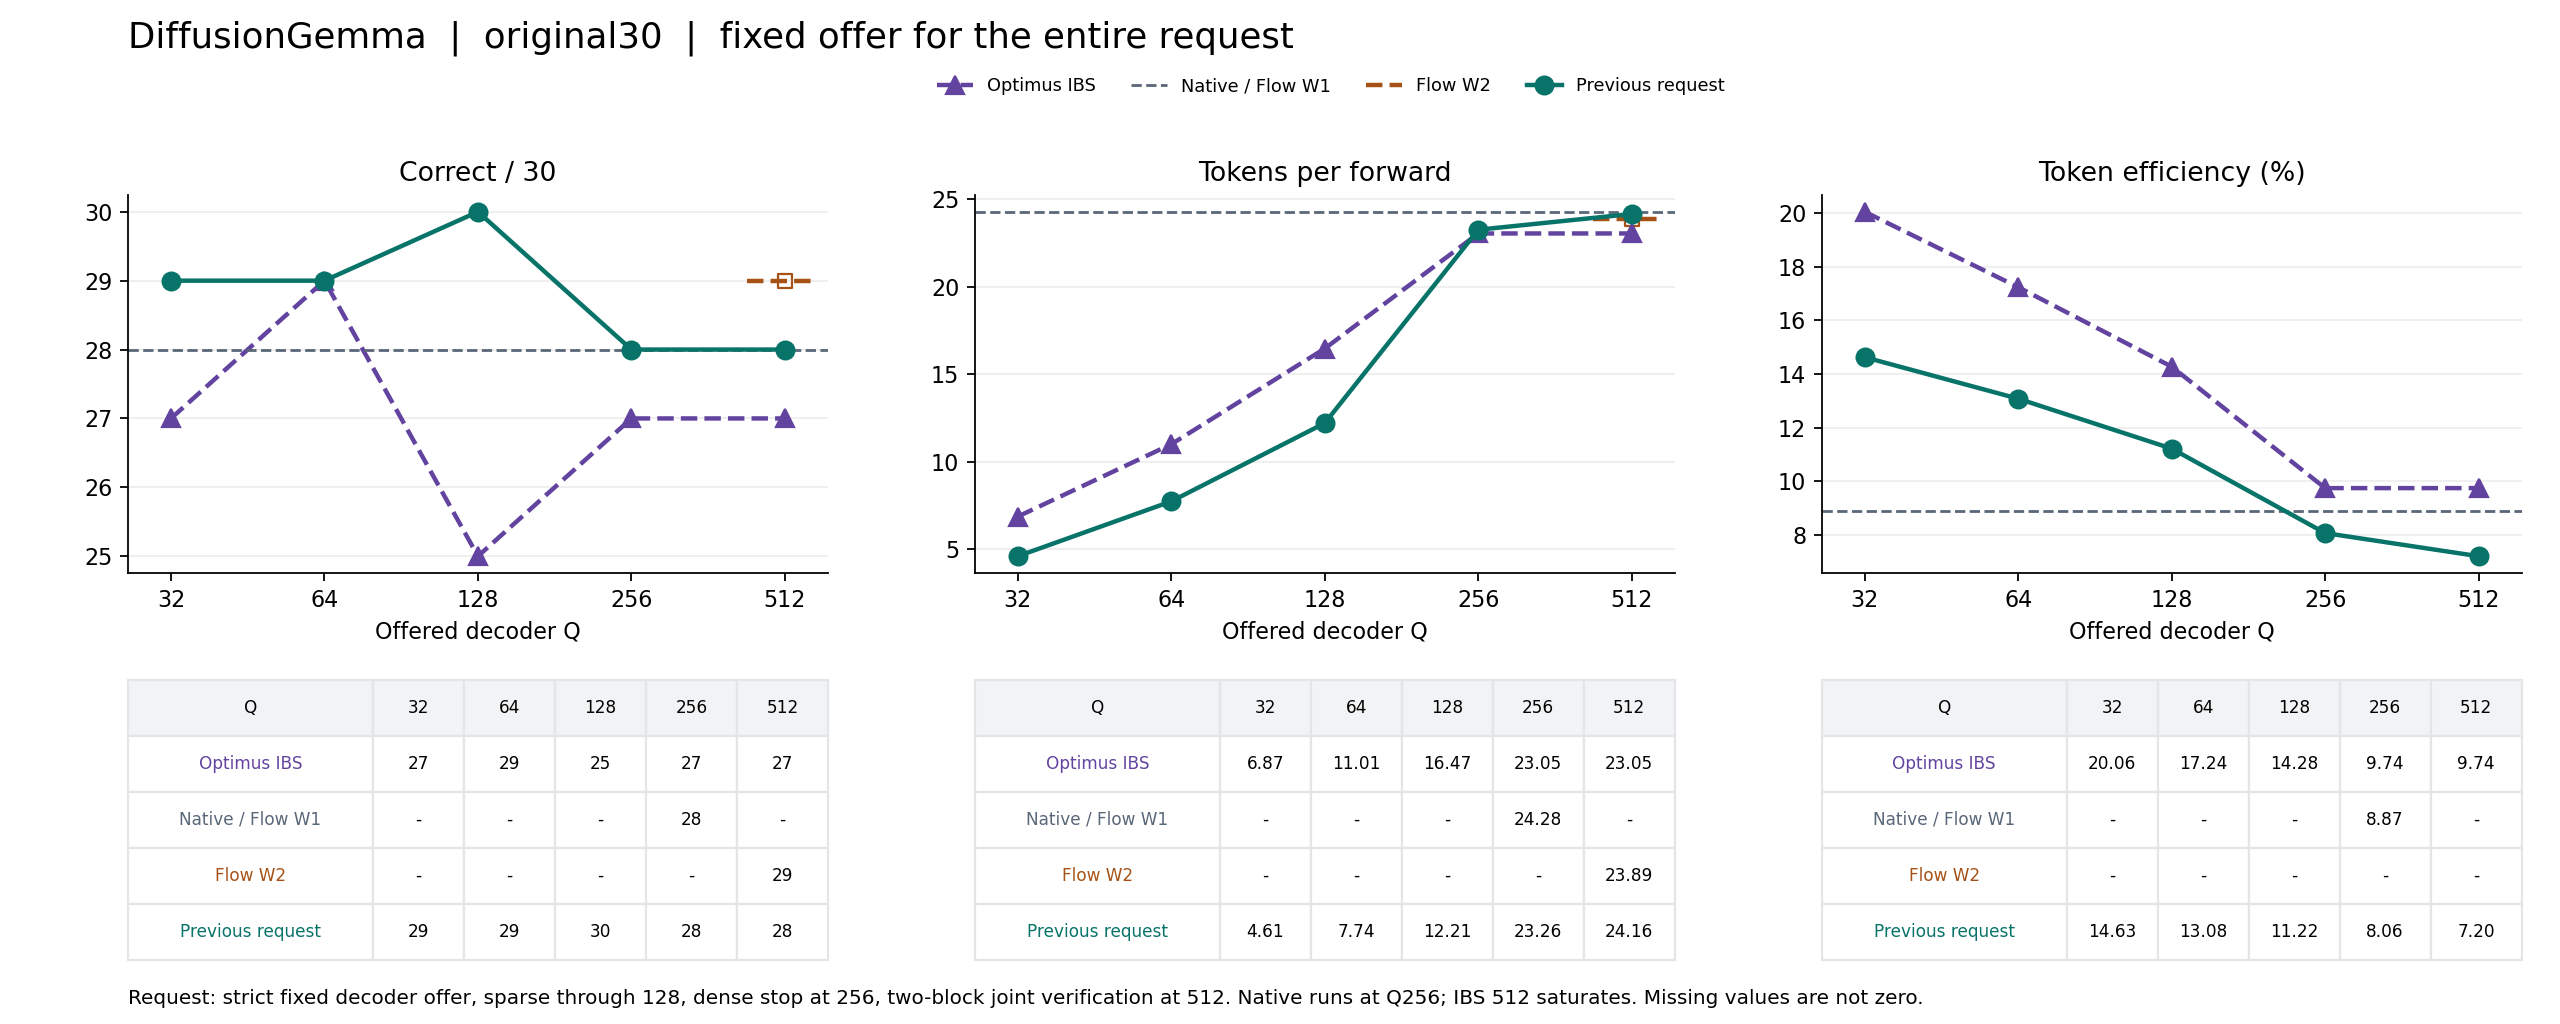 DiffusionGemma | original30 | fixed offer for the entire request
Optimus IBS Native / Flow W1 Flow W2 Previous request
Correct / 30
30
29
28
27
26
25
32 64 128 256 512
Offered decoder Q
Tokens per forward
25
20
15
10
5
32 64 128 256 512
Offered decoder Q
Token efficiency (%)
20
18
16
14
12
10
8
32 64 128 256 512
Offered decoder Q
Q 32 64 128 256 512
Optimus IBS 27 29 25 27 27
Native / Flow W1 - - - 28 -
Flow W2 - - - - 29
Previous request 29 29 30 28 28
Q 32 64 128 256 512
Optimus IBS 6.87 11.01 16.47 23.05 23.05
Native / Flow W1 - - - 24.28 -
Flow W2 - - - - 23.89
Previous request 4.61 7.74 12.21 23.26 24.16
Q 32 64 128 256 512
Optimus IBS 20.06 17.24 14.28 9.74 9.74
Native / Flow W1 - - - 8.87 -
Flow W2 - - - - -
Previous request 14.63 13.08 11.22 8.06 7.20
Request: strict fixed decoder offer, sparse through 128, dense stop at 256, two-block joint verification at 512. Native runs at Q256; IBS 512 saturates. Missing values are not zero.